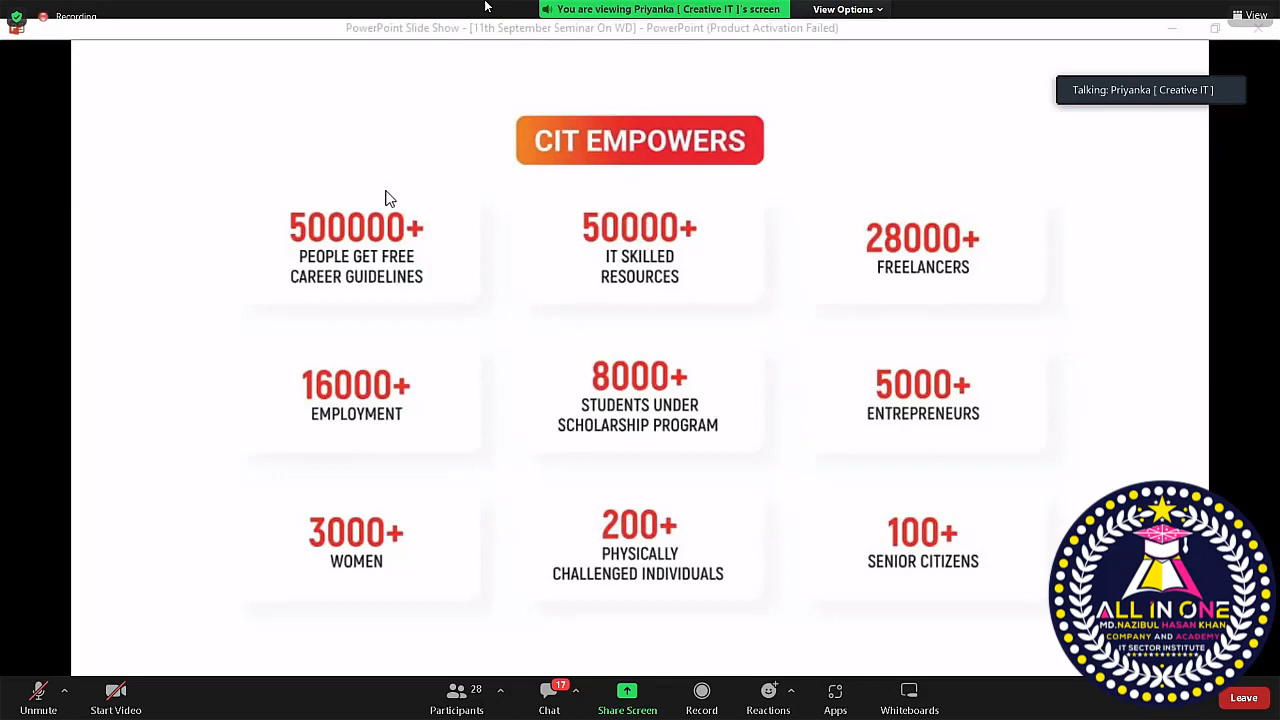 Recording
You are viewing Priyanka [ Creative IT ]'s screen
View Options
View
PowerPoint Slide Show - [11th September Seminar On WD] - PowerPoint (Product Activation Failed)
Talking: Priyanka [ Creative IT ]
CIT EMPOWERS
500000+
PEOPLE GET FREE
CAREER GUIDELINES
50000+
IT SKILLED
RESOURCES
28000+
FREELANCERS
16000+
EMPLOYMENT
8000+
STUDENTS UNDER
SCHOLARSHIP PROGRAM
5000+
ENTREPRENEURS
3000+
WOMEN
200+
PHYSICALLY
CHALLENGED INDIVIDUALS
100+
SENIOR CITIZENS
ALL IN ONE
MD.NAZIBUL HASAN KHAN
COMPANY AND ACADEMY
IT SECTOR INSTITUTE
Unmute
Start Video
28
Participants
17
Chat
Share Screen
Record
Reactions
Apps
Whiteboards
Leave